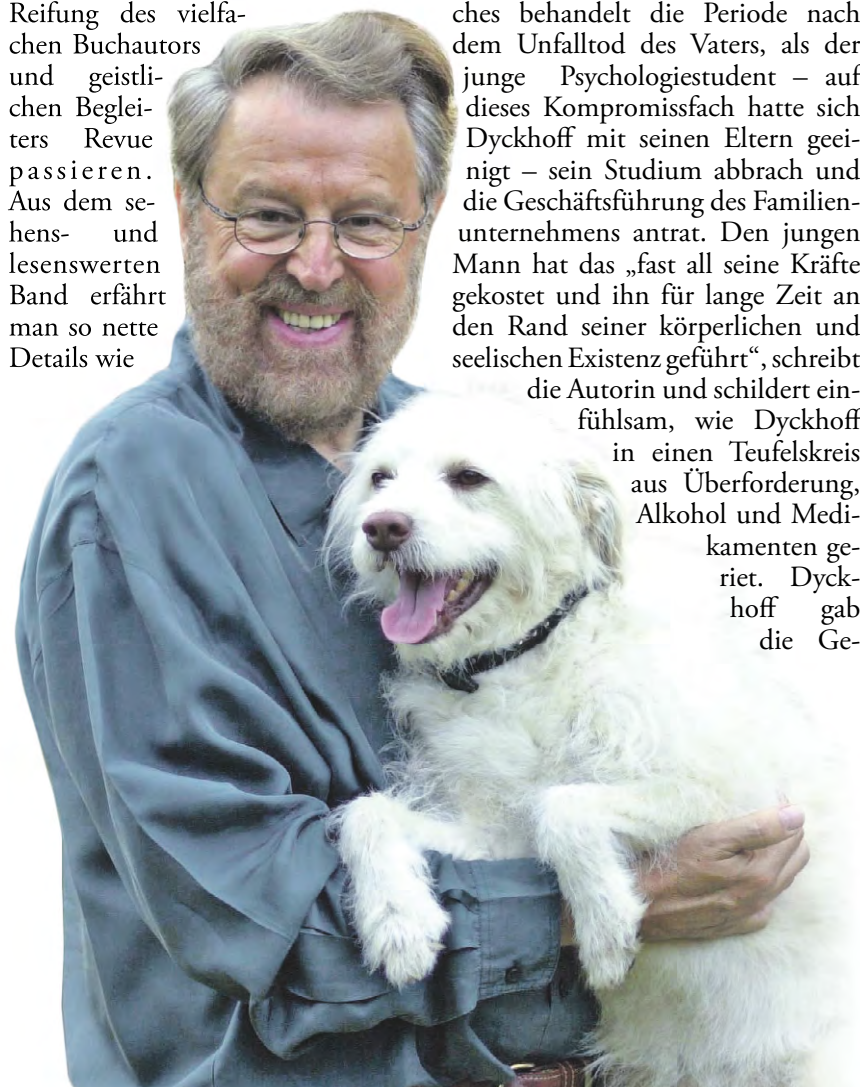 Reifung des vielfa-
chen Buchautors
und geistli-
chen Beglei-
ters Revue
passieren.
Aus dem se-
hens- und
lesenswerten
Band erfährt
man so nette
Details wie
ches behandelt die Periode nach
dem Unfalltod des Vaters, als der
junge Psychologiestudent – auf
dieses Kompromissfach hatte sich
Dyckhoff mit seinen Eltern geei-
nigt – sein Studium abbrach und
die Geschäftsführung des Familien-
unternehmens antrat. Den jungen
Mann hat das „fast all seine Kräfte
gekostet und ihn für lange Zeit an
den Rand seiner körperlichen und
seelischen Existenz geführt“, schreibt
die Autorin und schildert ein-
fühlsam, wie Dyckhoff
in einen Teufelskreis
aus Überforderung,
Alkohol und Medi-
kamenten ge-
riet. Dyck-
hoff gab
die Ge-